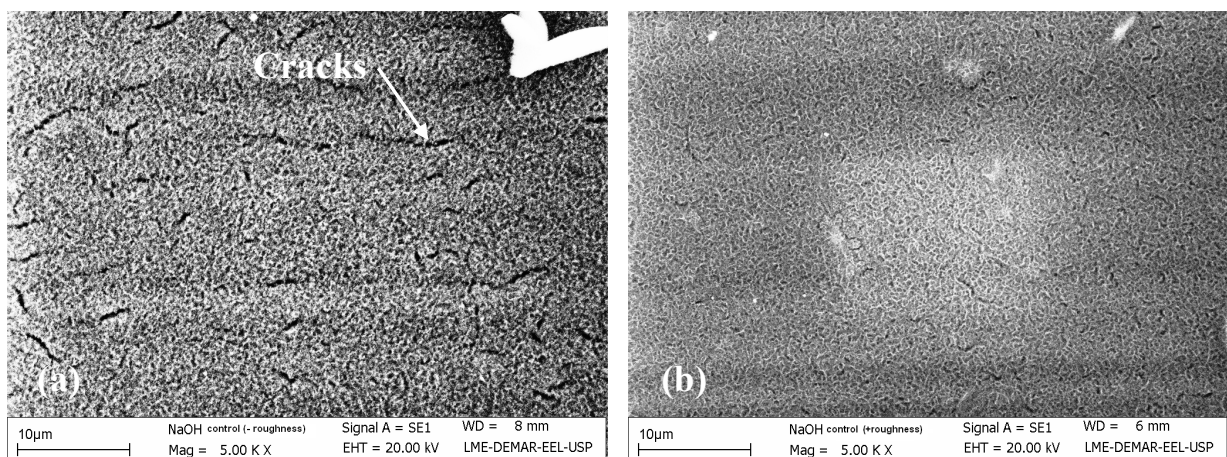 Cracks
(a)
10µm
NaOH control (- roughness)
Mag = 5.00 K X
Signal A = SE1
EHT = 20.00 kV
WD = 8 mm
LME-DEMAR-EEL-USP
(b)
10µm
NaOH control (+roughness)
Mag = 5.00 K X
Signal A = SE1
EHT = 20.00 kV
WD = 6 mm
LME-DEMAR-EEL-USP